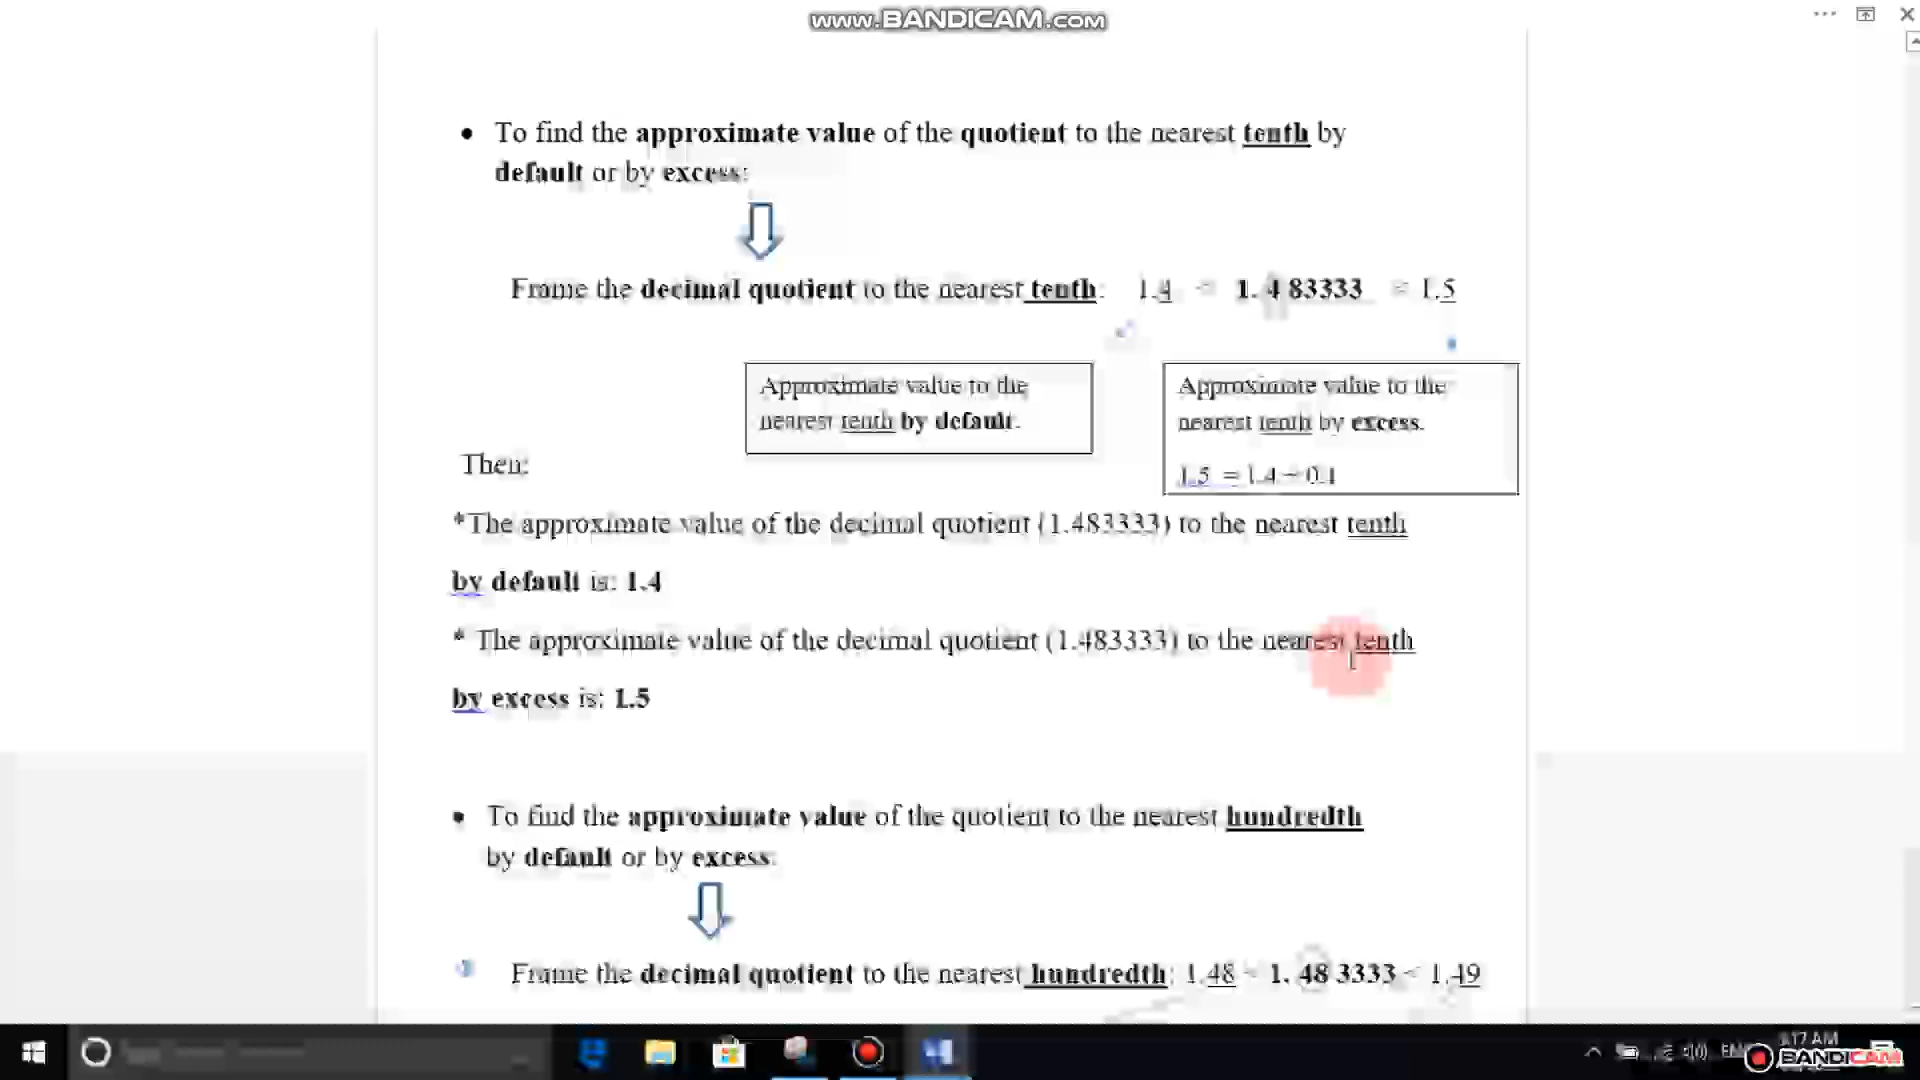 www.BANDICAM.com
• To find the approximate value of the quotient to the nearest tenth by
default or by excess:
Frame the decimal quotient to the nearest tenth: 1.4 < 1. 4 83333 < 1.5
Approximate value to the
nearest tenth by default.
Approximate value to the
nearest tenth by excess.
1.5 = 1.4 + 0.1
Then:
*The approximate value of the decimal quotient (1.483333) to the nearest tenth
by default is: 1.4
* The approximate value of the decimal quotient (1.483333) to the nearest tenth
by excess is: 1.5
• To find the approximate value of the quotient to the nearest hundredth
by default or by excess:
Frame the decimal quotient to the nearest hundredth: 1.48 < 1. 48 3333 < 1.49
:17 AM
BANDICAM